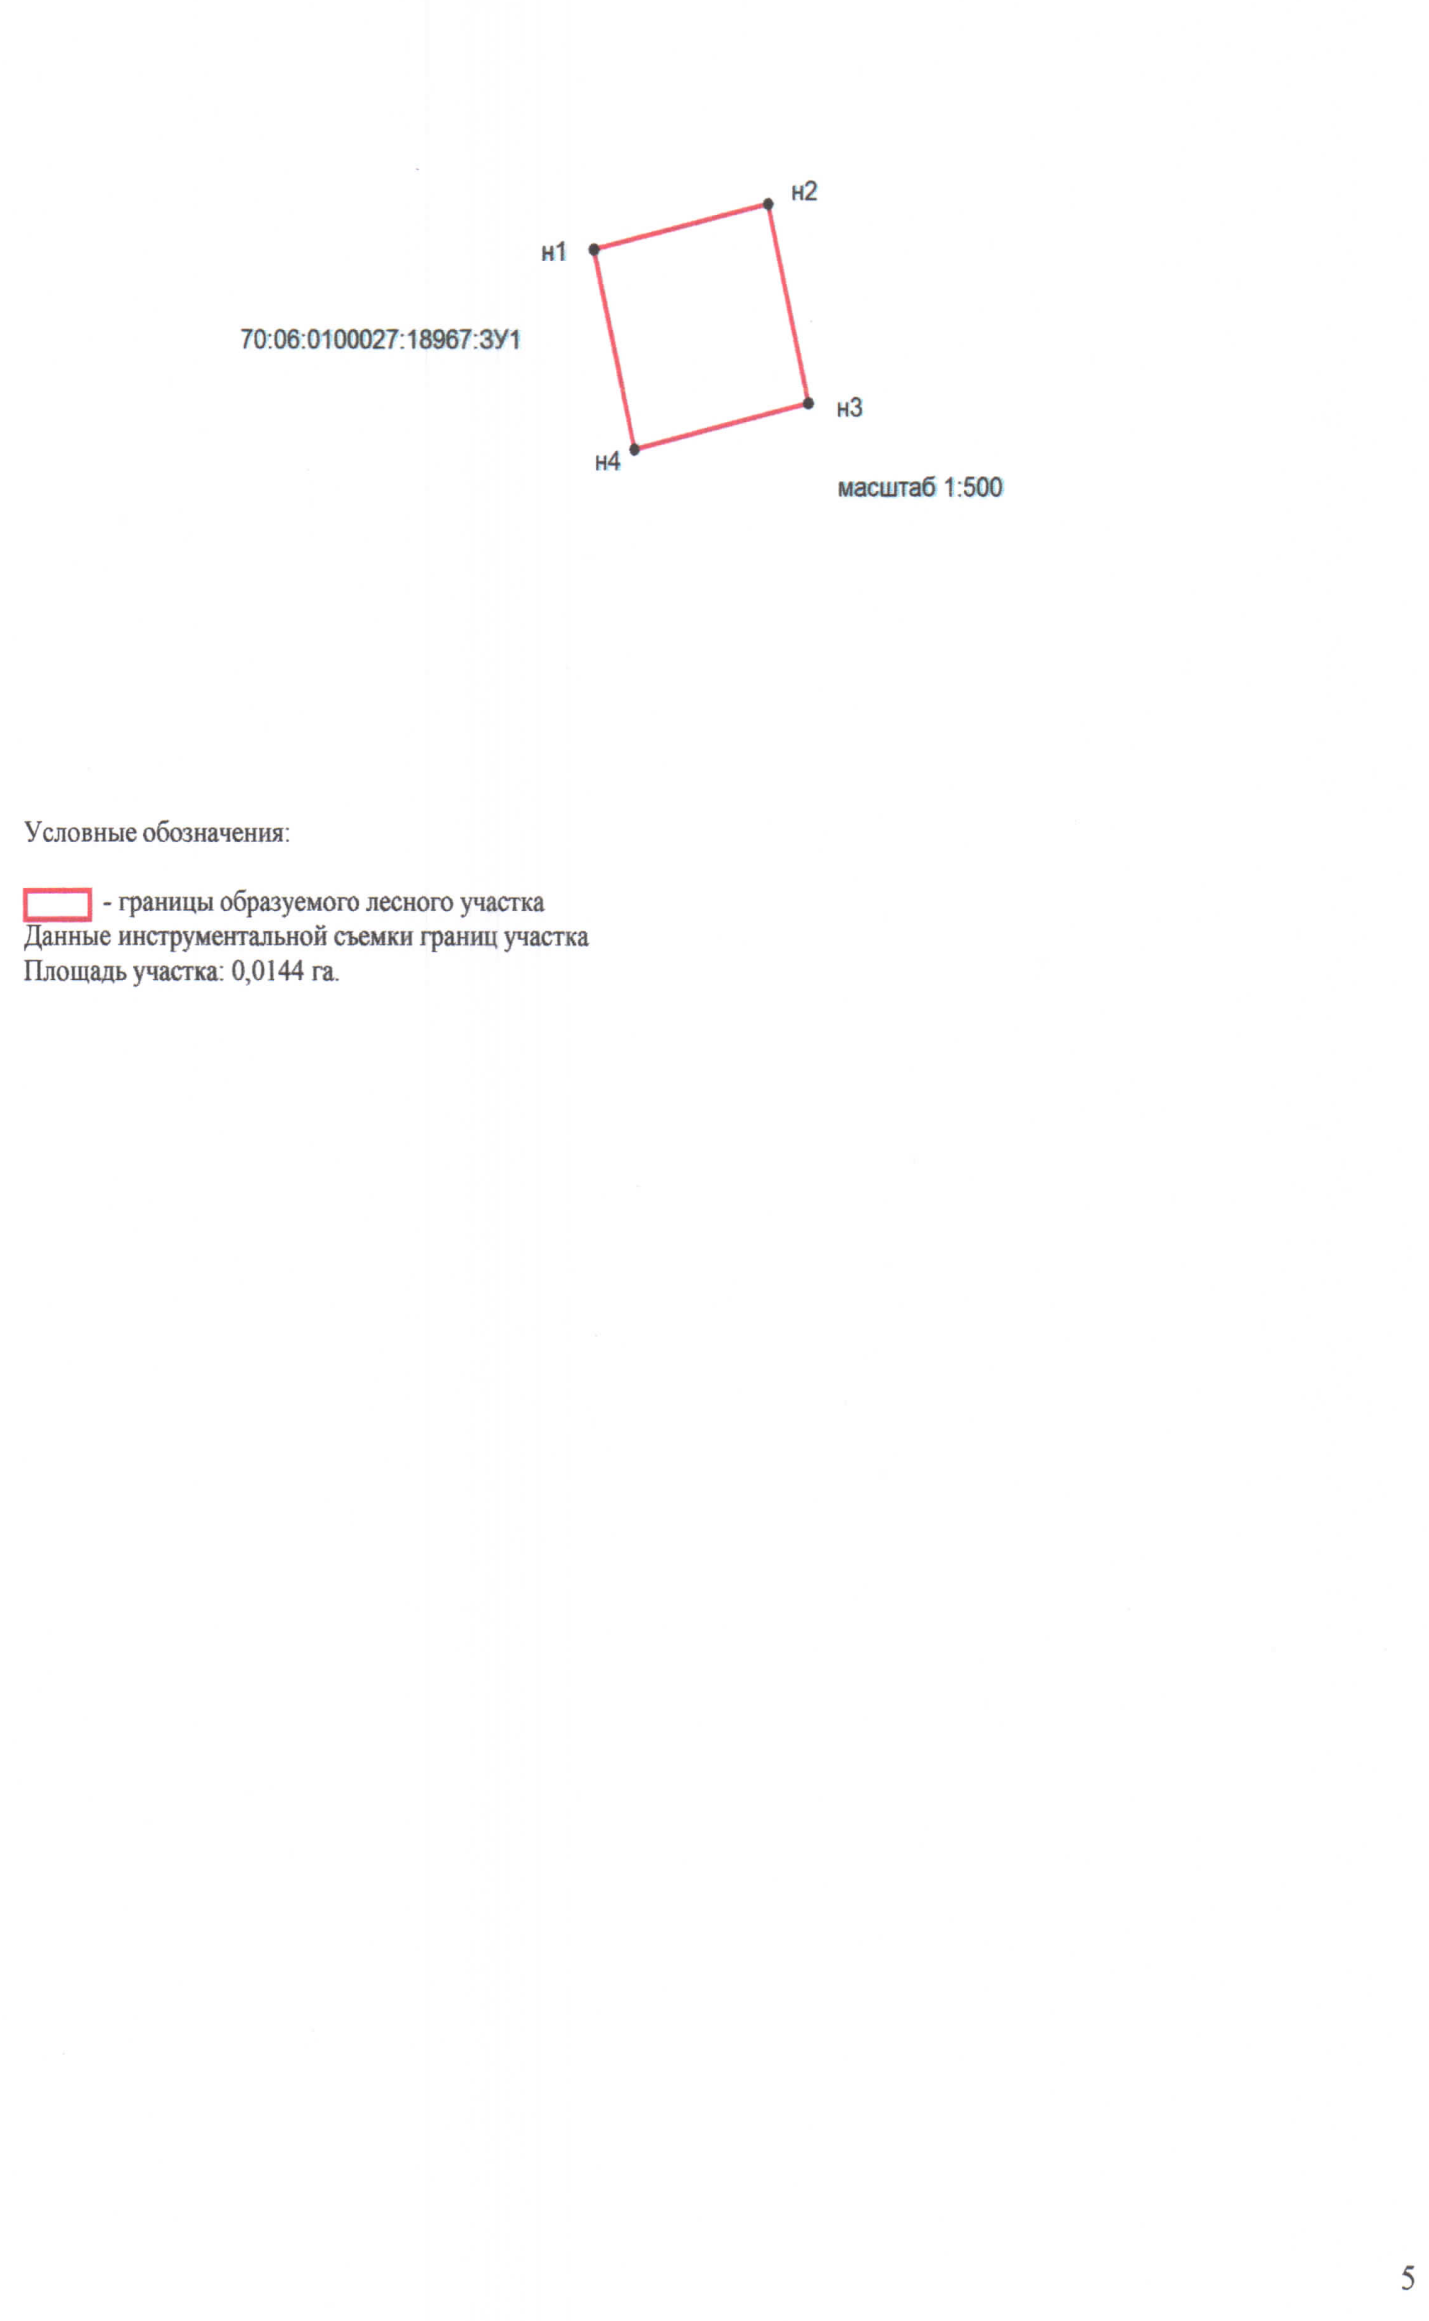 н2
н1
70:06:0100027:18967:ЗУ1
н3
н4
масштаб 1:500
Условные обозначения:
- границы образуемого лесного участка
Данные инструментальной съемки границ участка
Площадь участка: 0,0144 га.
5